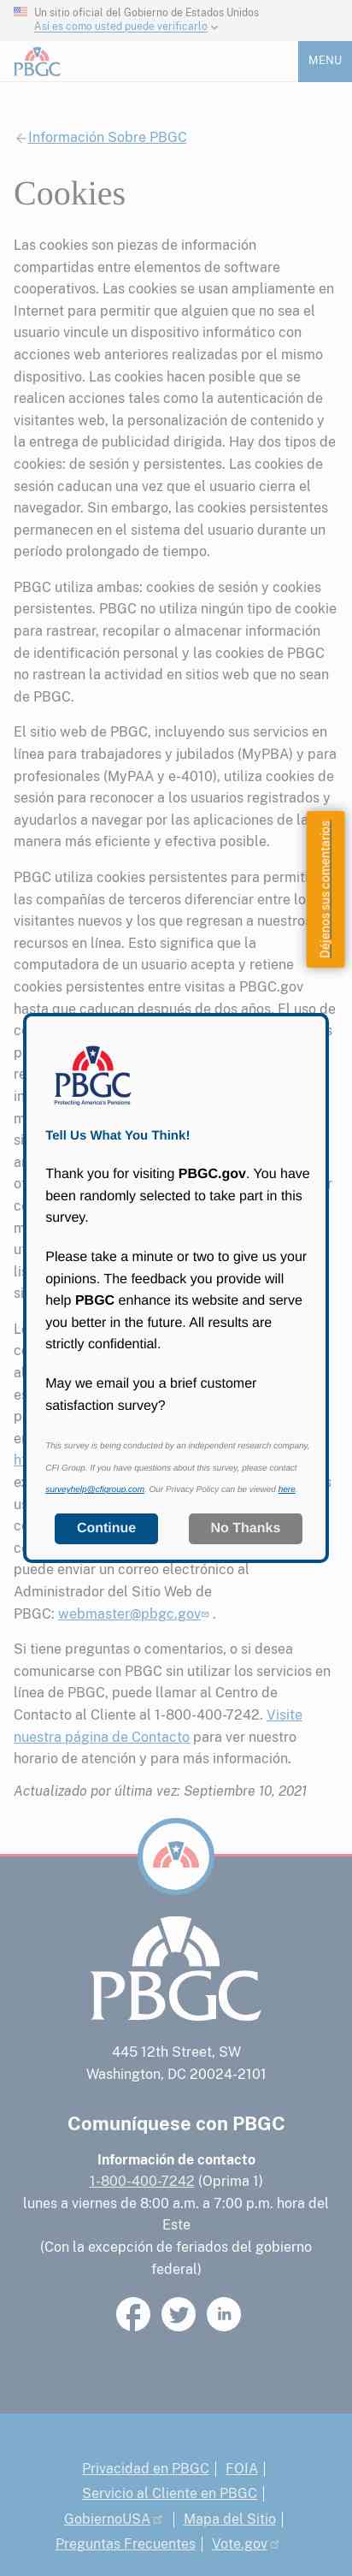 Un sitio oficial del Gobierno de Estados Unidos
Así es como usted puede verificarlo
PBGC
MENU
Información Sobre PBGC
Cookies
Las cookies son piezas de información
compartidas entre elementos de software
cooperativos. Las cookies se usan ampliamente en
Internet para permitir que alguien que no sea el
usuario vincule un dispositivo informático con
acciones web anteriores realizadas por el mismo
dispositivo. Las cookies hacen posible que se
realicen acciones tales como la autenticación de
visitantes web, la personalización de contenido y
la entrega de publicidad dirigida. Hay dos tipos de
cookies: de sesión y persistentes. Las cookies de
sesión caducan una vez que el usuario cierra el
navegador. Sin embargo, las cookies persistentes
permanecen en el sistema del usuario durante un
período prolongado de tiempo.
PBGC utiliza ambas: cookies de sesión y cookies
persistentes. PBGC no utiliza ningún tipo de cookie
para rastrear, recopilar o almacenar información
de identificación personal y las cookies de PBGC
no rastrean la actividad en sitios web que no sean
de PBGC.
El sitio web de PBGC, incluyendo sus servicios en
línea para trabajadores y jubilados (MyPBA) y para
profesionales (MyPAA y e-4010), utiliza cookies de
sesión para reconocer a los usuarios registrados y
ayudarlos a navegar por las aplicaciones de la
manera más eficiente y efectiva posible.
Déjenos sus comentarios
PBGC utiliza cookies persistentes para permitir
las compañías de terceros diferenciar entre lo
visitantes nuevos y los que regresan a nuestros
recursos en línea. Esto significa que la
computadora de un usuario acepta y retiene
cookies persistentes entre visitas a PBGC.gov
hasta que caducan después de dos años. El uso de
PBGC
Protecting America's Pensions
Tell Us What You Think!
Thank you for visiting PBGC.gov. You have
been randomly selected to take part in this
survey.
Please take a minute or two to give us your
opinions. The feedback you provide will
help PBGC enhance its website and serve
you better in the future. All results are
strictly confidential.
May we email you a brief customer
satisfaction survey?
This survey is being conducted by an independent research company,
CFI Group. If you have questions about this survey, please contact
surveyhelp@cfigroup.com. Our Privacy Policy can be viewed here.
Continue No Thanks
puede enviar un correo electrónico al
Administrador del Sitio Web de
PBGC: webmaster@pbgc.gov .
Si tiene preguntas o comentarios, o si desea
comunicarse con PBGC sin utilizar los servicios en
línea de PBGC, puede llamar al Centro de
Contacto al Cliente al 1-800-400-7242. Visite
nuestra página de Contacto para ver nuestro
horario de atención y para más información.
Actualizado por última vez: Septiembre 10, 2021
PBGC
445 12th Street, SW
Washington, DC 20024-2101
Comuníquese con PBGC
Información de contacto
1-800-400-7242 (Oprima 1)
lunes a viernes de 8:00 a.m. a 7:00 p.m. hora del
Este
(Con la excepción de feriados del gobierno
federal)
Privacidad en PBGC | FOIA |
Servicio al Cliente en PBGC |
GobiernoUSA | Mapa del Sitio |
Preguntas Frecuentes | Vote.gov